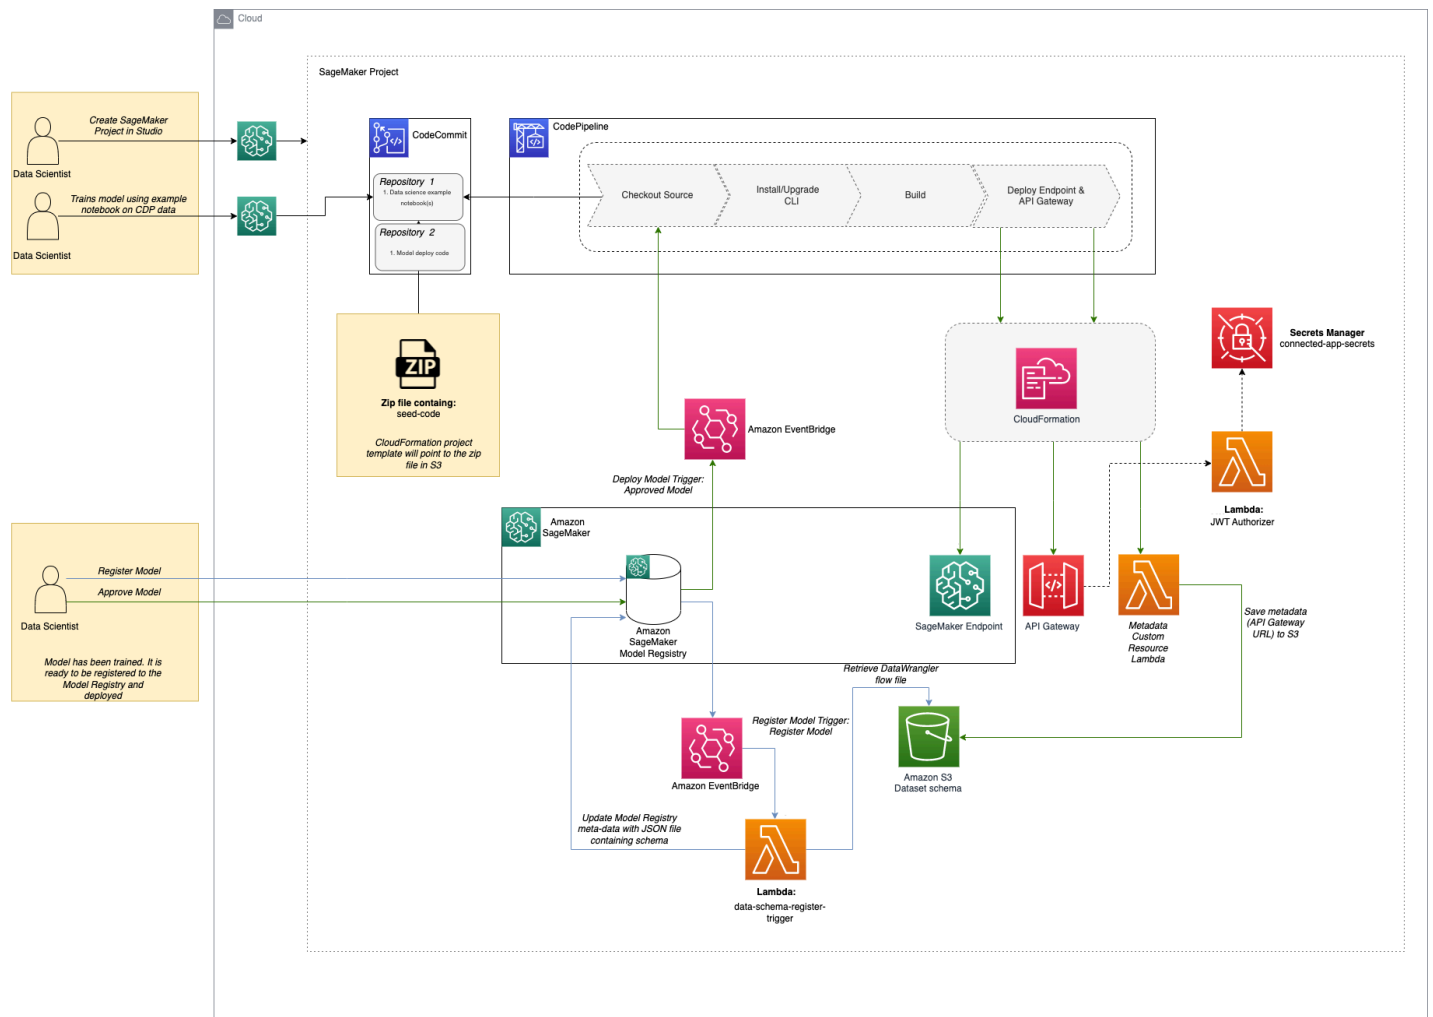 Cloud
SageMaker Project
Create SageMaker
Project in Studio
Data Scientist
Trains model using example
notebook on CDP data
Data Scientist
CodeCommit
Repository 1
1. Data science example
notebook(s)
Repository 2
1. Model deploy code
CodePipeline
Checkout Source
Install/Upgrade
CLI
Build
Deploy Endpoint &
API Gateway
ZIP
Zip file containg:
seed-code
CloudFormation project
template will point to the zip
file in S3
Amazon EventBridge
Deploy Model Trigger:
Approved Model
CloudFormation
Secrets Manager
connected-app-secrets
Lambda:
JWT Authorizer
Amazon
SageMaker
Register Model
Approve Model
Data Scientist
Model has been trained. It is
ready to be registered to the
Model Registry and
deployed
Amazon
SageMaker
Model Regsistry
SageMaker Endpoint
API Gateway
Metadata
Custom
Resource
Lambda
Save metadata
(API Gateway
URL) to S3
Retrieve DataWrangler
flow file
Register Model Trigger:
Register Model
Amazon EventBridge
Amazon S3
Dataset schema
Update Model Registry
meta-data with JSON file
containing schema
Lambda:
data-schema-register-
trigger